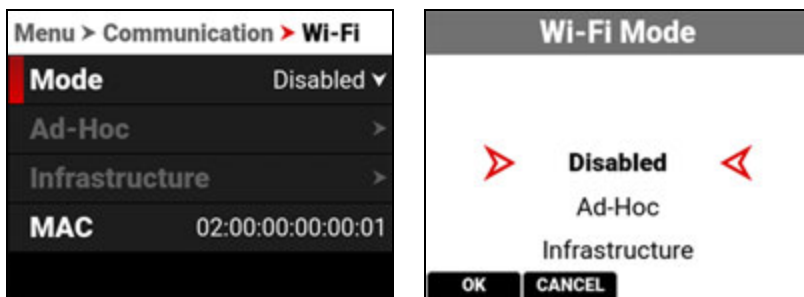 Menu > Communication > Wi-Fi
Mode Disabled
Ad-Hoc >
Infrastructure >
MAC 02:00:00:00:00:01
Wi-Fi Mode
Disabled
Ad-Hoc
Infrastructure
OK CANCEL